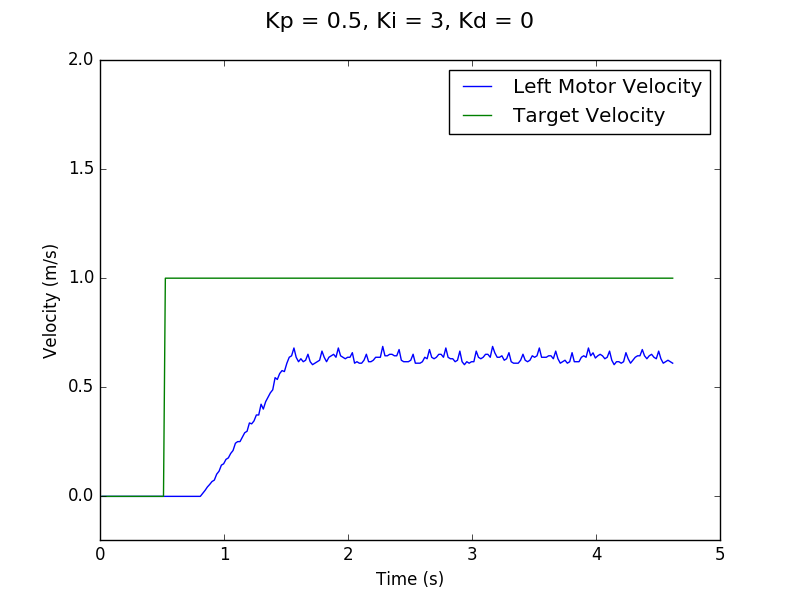 Kp = 0.5, Ki = 3, Kd = 0
Left Motor Velocity
Target Velocity
2.0
1.5
1.0
0.5
0.0
Velocity (m/s)
0 1 2 3 4 5
Time (s)